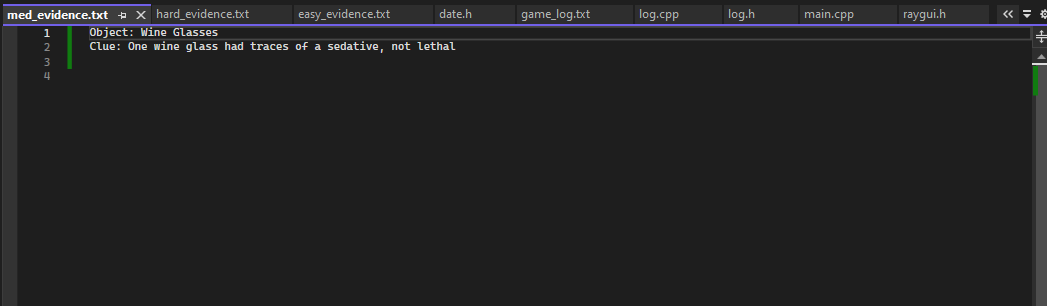 med_evidence.txt hard_evidence.txt easy_evidence.txt date.h game_log.txt log.cpp log.h main.cpp raygui.h
1 Object: Wine Glasses
2 Clue: One wine glass had traces of a sedative, not lethal
3
4